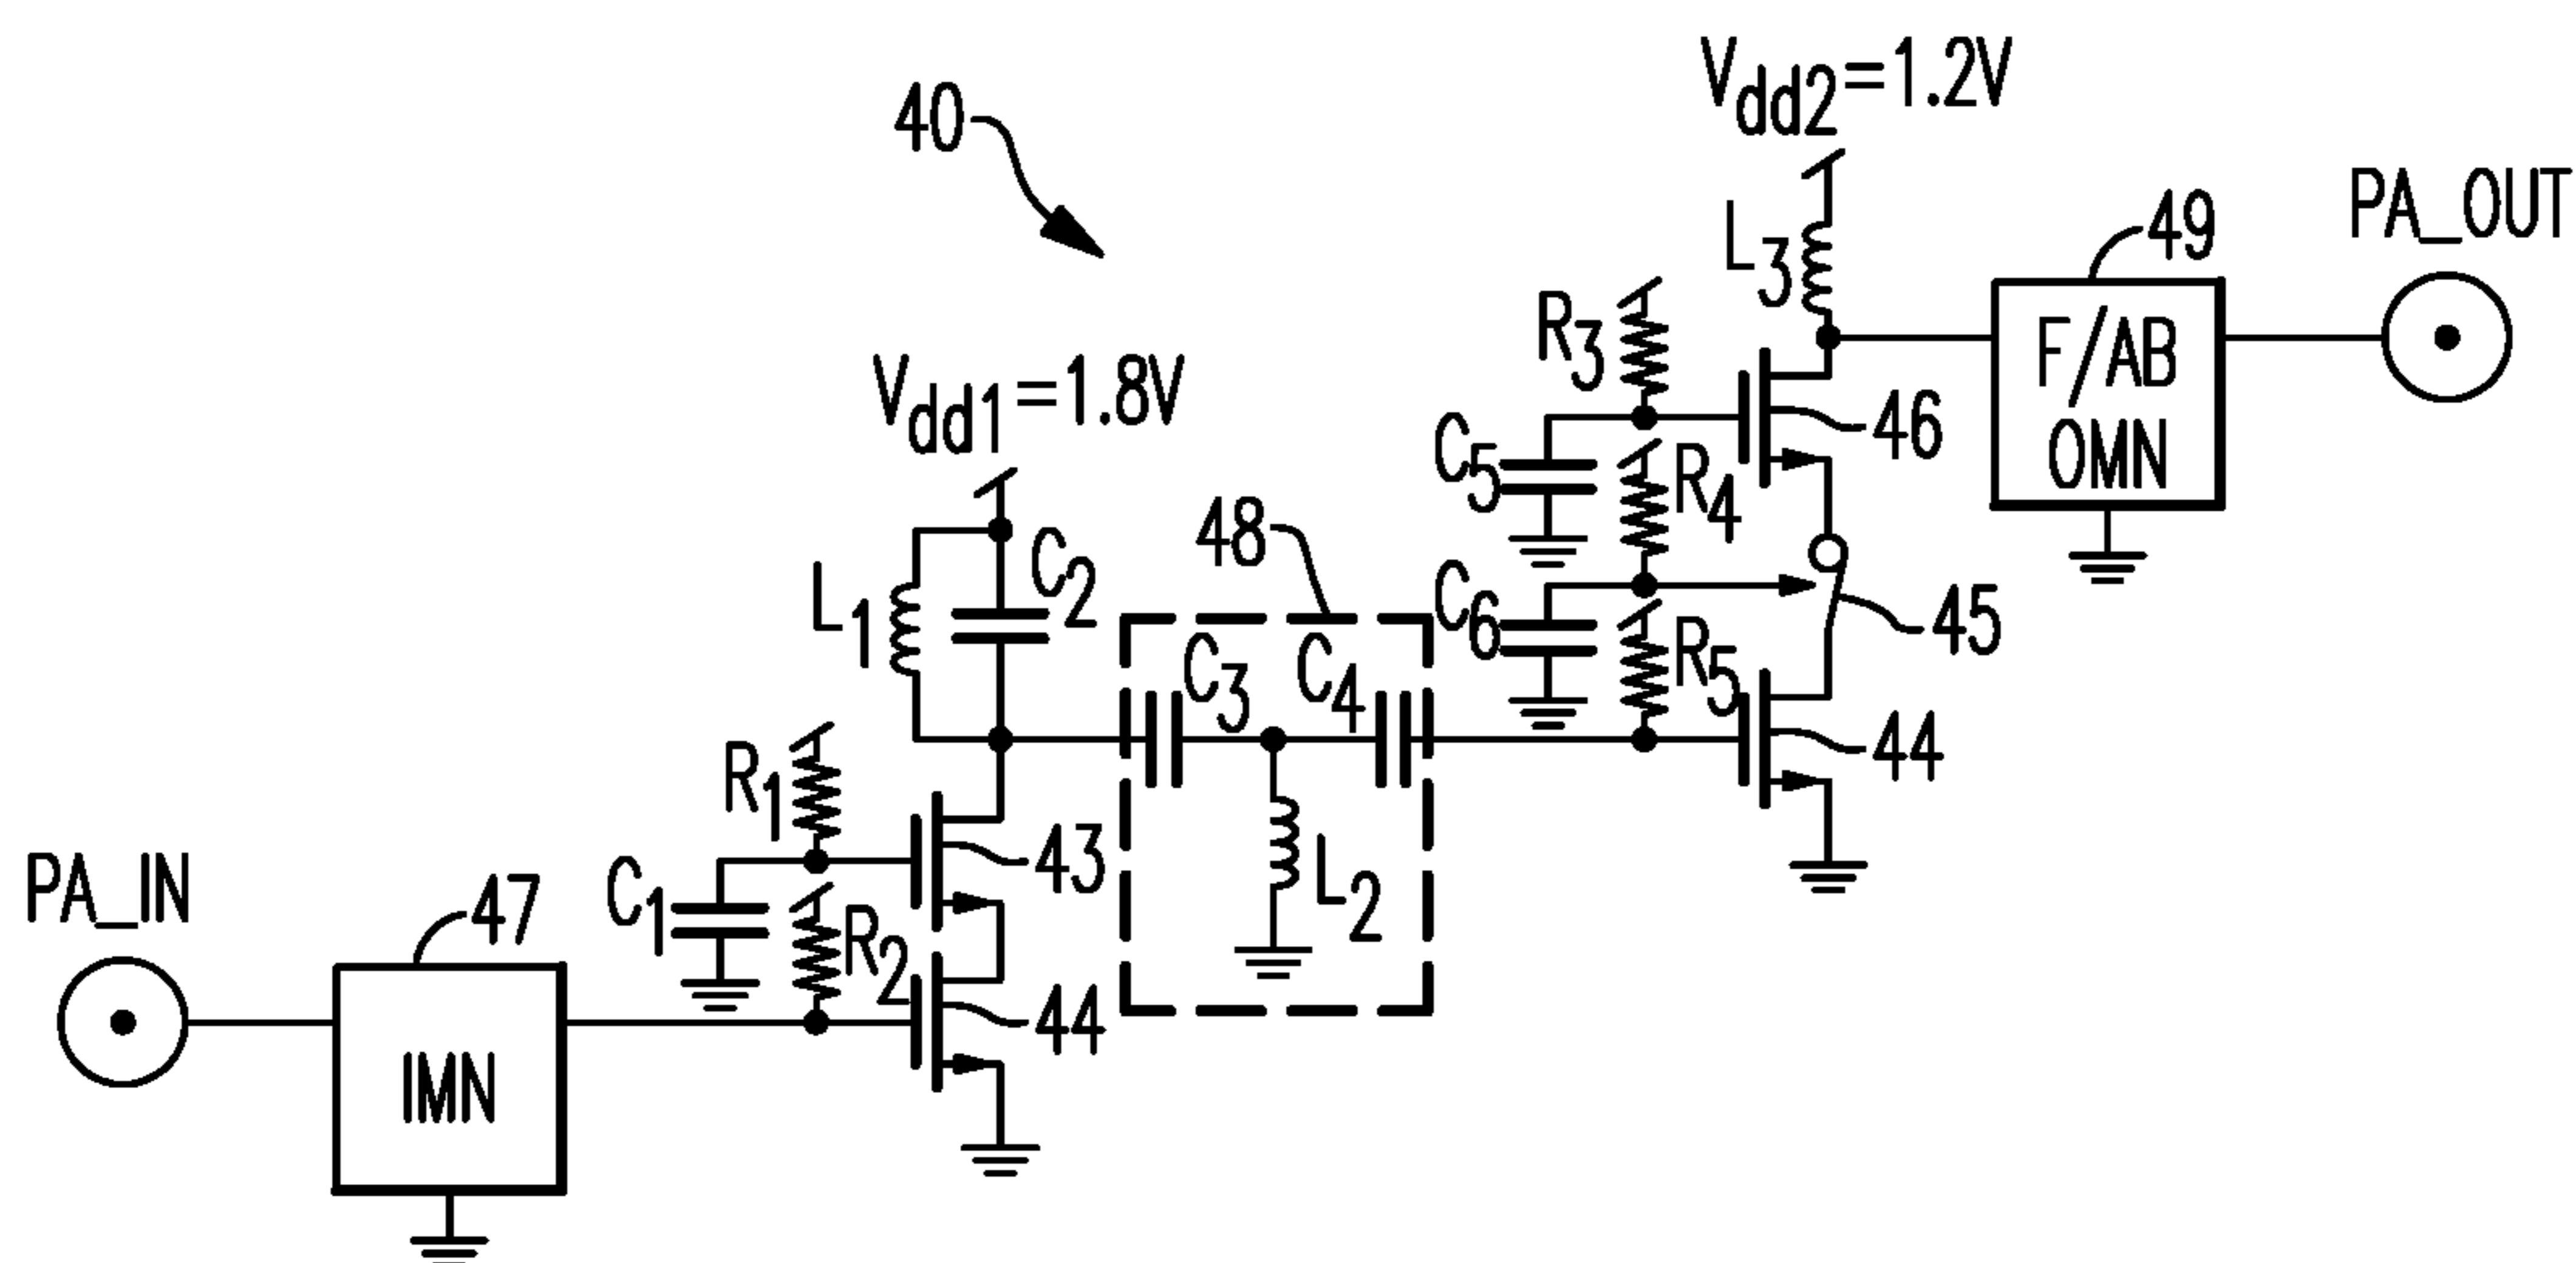 40
Vdd2=1.2V
PA_OUT
49
L3
R3
F/AB
OMN
46
Vdd1=1.8V
C5
R4
48
C2
L1
C6
45
C3
C4
R5
R1
44
43
PA_IN
47
C1
L2
R2
44
IMN